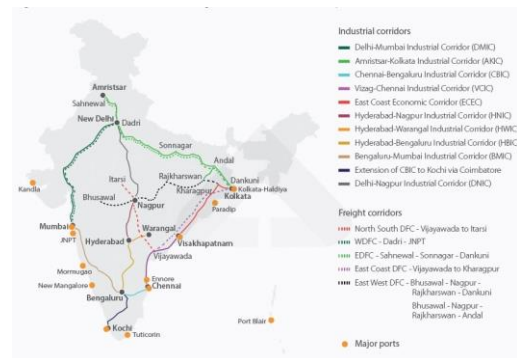 Amristsar
Sahnewal
New Delhi
Dadri
Sonnagar
Andal
Itarsi
Rajkharswan
Dankuni
Kolkata-Haldiya
Kolkata
Kandla
Bhusawal
Kharagpur
Nagpur
Paradip
Mumbai
Warangal
JNPT
Hyderabad
Visakhapatnam
Vijayawada
Mormugao
Ennore
New Mangalore
Chennai
Bengaluru
Kochi
Tuticorin
Port Blair
Industrial corridors
Delhi-Mumbai Industrial Corridor (DMIC)
Amristsar-Kolkata Industrial Corridor (AKIC)
Chennai-Bengaluru Industrial Corridor (CBIC)
Vizag-Chennai Industrial Corridor (VCIC)
East Coast Economic Corridor (ECEC)
Hyderabad-Nagpur Industrial Corridor (HNIC)
Hyderabad-Warangal Industrial Corridor (HWIC
Hyderabad-Bengaluru Industrial Corridor (HBIC
Bengaluru-Mumbai Industrial Corridor (BMIC)
Extension of CBIC to Kochi via Coimbatore
Delhi-Nagpur Industrial Corridor (DNIC)
Freight corridors
North South DFC - Vijayawada to Itarsi
WDFC - Dadri - JNPT
EDFC - Sahnewal - Sonnagar - Dankuni
East Coast DFC - Vijayawada to Kharagpur
East West DFC - Bhusawal - Nagpur -
Rajkharswan - Dankuni
Bhusawal - Nagpur -
Rajkharswan - Andal
Major ports